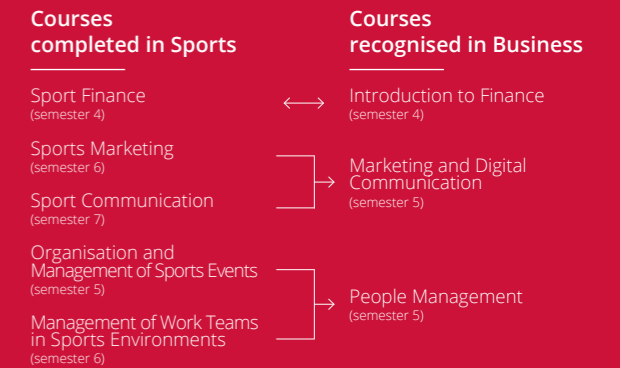 Courses
completed in Sports
Sport Finance
(semester 4)
Sports Marketing
(semester 6)
Sport Communication
(semester 7)
Organisation and
Management of Sports Events
(semester 5)
Management of Work Teams
in Sports Environments
(semester 6)
Courses
recognised in Business
Introduction to Finance
(semester 4)
Marketing and Digital
Communication
(semester 5)
People Management
(semester 5)